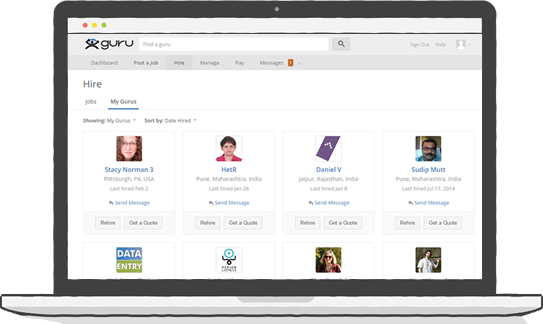 guru
Find a guru
Sign Out Help
Dashboard Post a Job Hire Manage Pay Messages 1
Hire
Jobs My Gurus
Showing: My Gurus Sort by: Date Hired
Stacy Norman 3 HetR Daniel V Sudip Mutt
Pittsburgh, PA, USA Pune, Maharashtra, India Jaipur, Rajasthan, India Pune, Maharashtra, India
Last hired Feb 2 Last hired Jan 26 Last hired Jan 8 Last hired Jul 17, 2014
Send Message Send Message Send Message Send Message
Rehire Get a Quote Rehire Get a Quote Rehire Get a Quote Rehire Get a Quote
DATA
ENTRY